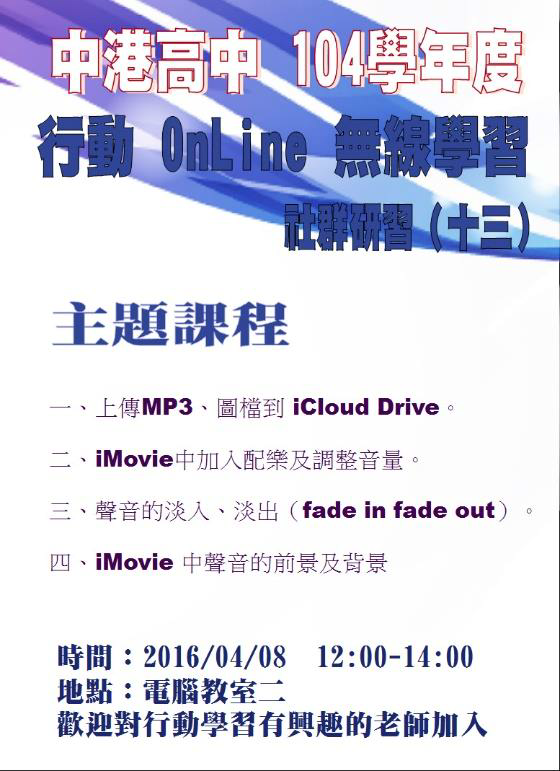 中港高中 104學年度
行動 OnLine 無線學習
社群研習（十三）
主題課程
一、上傳MP3、圖檔到 iCloud Drive。
二、iMovie中加入配樂及調整音量。
三、聲音的淡入、淡出（fade in fade out）。
四、iMovie 中聲音的前景及背景
時間：2016/04/08 12:00-14:00
地點：電腦教室二
歡迎對行動學習有興趣的老師加入